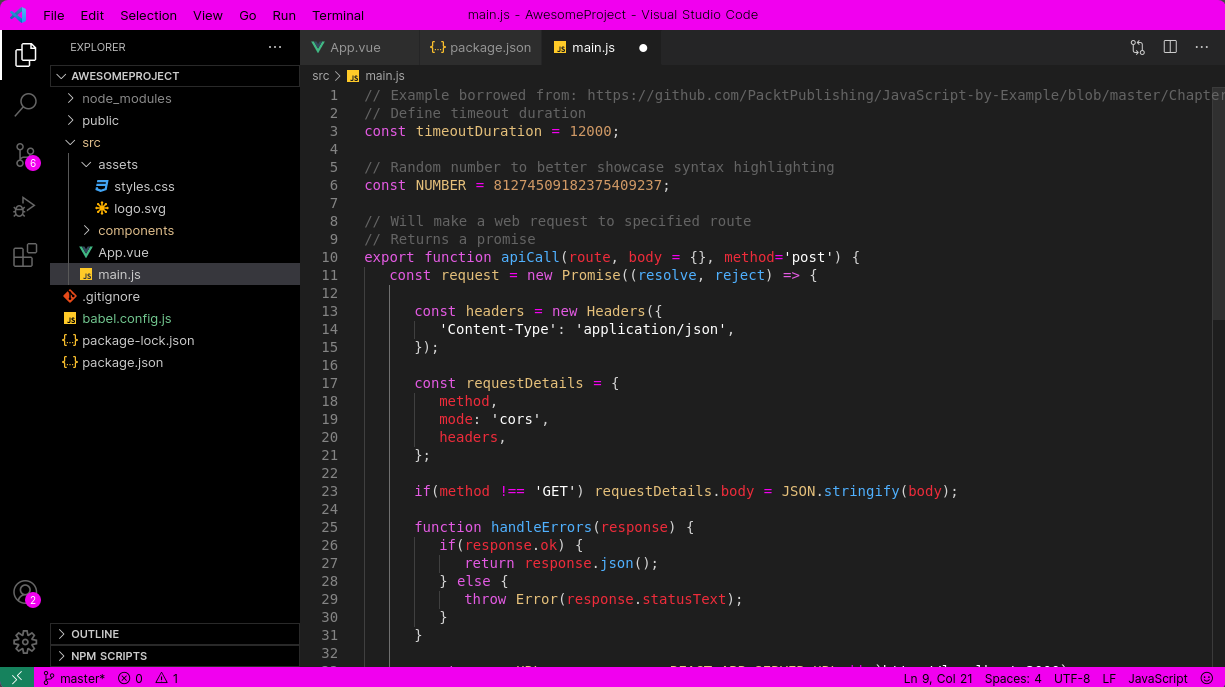 File Edit Selection View Go Run Terminal
main.js - AwesomeProject - Visual Studio Code
EXPLORER
AWESOMEPROJECT
node_modules
public
src
assets
styles.css
logo.svg
components
App.vue
main.js
.gitignore
babel.config.js
package-lock.json
package.json
OUTLINE
NPM SCRIPTS
6
2
App.vue
package.json
main.js
src > main.js
1 // Example borrowed from: https://github.com/PacktPublishing/JavaScript-by-Example/blob/master/Chapter
2 // Define timeout duration
3 const timeoutDuration = 12000;
4
5 // Random number to better showcase syntax highlighting
6 const NUMBER = 81274509182375409237;
7
8 // Will make a web request to specified route
9 // Returns a promise
10 export function apiCall(route, body = {}, method='post') {
11 const request = new Promise((resolve, reject) => {
12
13 const headers = new Headers({
14 'Content-Type': 'application/json',
15 });
16
17 const requestDetails = {
18 method,
19 mode: 'cors',
20 headers,
21 };
22
23 if(method !== 'GET') requestDetails.body = JSON.stringify(body);
24
25 function handleErrors(response) {
26 if(response.ok) {
27 return response.json();
28 } else {
29 throw Error(response.statusText);
30 }
31 }
32
master* 0 1
Ln 9, Col 21 Spaces: 4 UTF-8 LF JavaScript